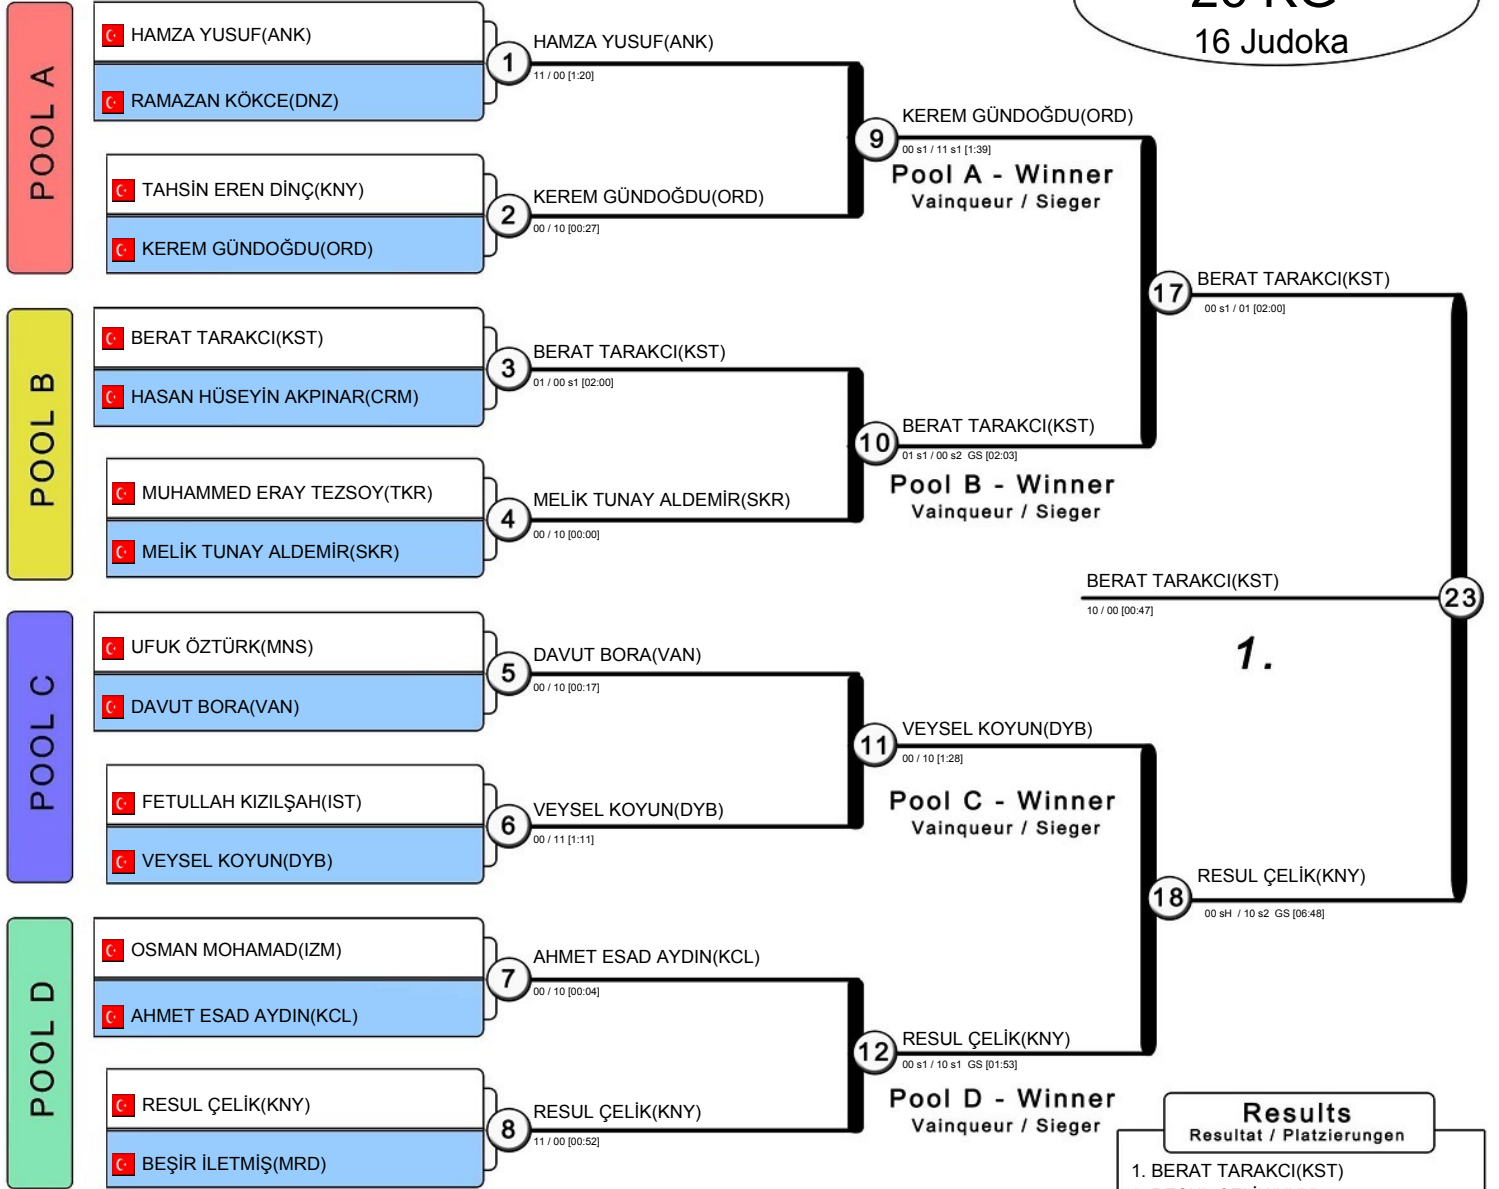 16 Judoka
POOL A
HAMZA YUSUF(ANK)
RAMAZAN KÖKCE(DNZ)
1
HAMZA YUSUF(ANK)
11 / 00 [1:20]
TAHSİN EREN DİNÇ(KNY)
KEREM GÜNDOĞDU(ORD)
2
KEREM GÜNDOĞDU(ORD)
00 / 10 [00:27]
9
KEREM GÜNDOĞDU(ORD)
00 s1 / 11 s1 [1:39]
Pool A - Winner
Vainqueur / Sieger
POOL B
BERAT TARAKCI(KST)
HASAN HÜSEYİN AKPINAR(CRM)
3
BERAT TARAKCI(KST)
01 / 00 s1 [02:00]
MUHAMMED ERAY TEZSOY(TKR)
MELİK TUNAY ALDEMİR(SKR)
4
MELİK TUNAY ALDEMİR(SKR)
00 / 10 [00:00]
10
BERAT TARAKCI(KST)
01 s1 / 00 s2 GS [02:03]
Pool B - Winner
Vainqueur / Sieger
17
BERAT TARAKCI(KST)
00 s1 / 01 [02:00]
POOL C
UFUK ÖZTÜRK(MNS)
DAVUT BORA(VAN)
5
DAVUT BORA(VAN)
00 / 10 [00:17]
FETULLAH KIZILŞAH(IST)
VEYSEL KOYUN(DYB)
6
VEYSEL KOYUN(DYB)
00 / 11 [1:11]
11
VEYSEL KOYUN(DYB)
00 / 10 [1:28]
Pool C - Winner
Vainqueur / Sieger
POOL D
OSMAN MOHAMAD(IZM)
AHMET ESAD AYDIN(KCL)
7
AHMET ESAD AYDIN(KCL)
00 / 10 [00:04]
RESUL ÇELİK(KNY)
BEŞİR İLETMİŞ(MRD)
8
RESUL ÇELİK(KNY)
11 / 00 [00:52]
12
RESUL ÇELİK(KNY)
00 s1 / 10 s1 GS [01:53]
Pool D - Winner
Vainqueur / Sieger
18
RESUL ÇELİK(KNY)
00 sH / 10 s2 GS [06:48]
23
BERAT TARAKCI(KST)
10 / 00 [00:47]
1.
Results
Resultat / Platzierungen
1. BERAT TARAKCI(KST)